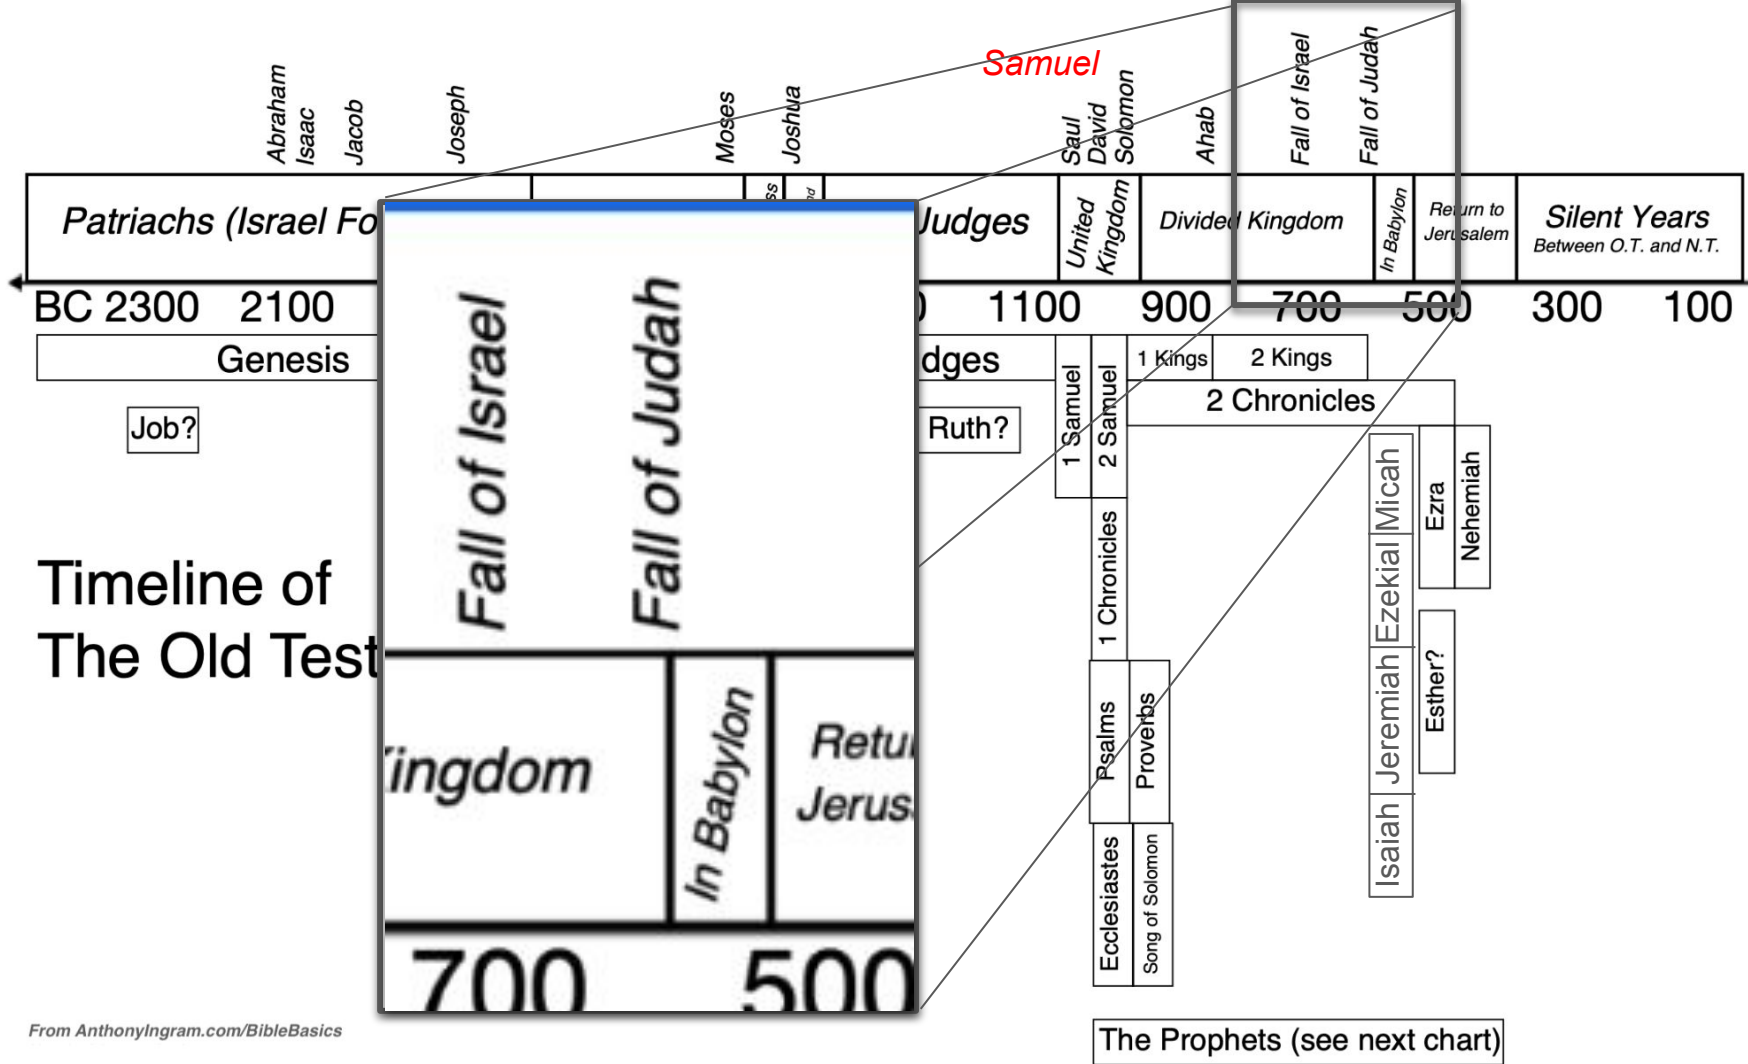 Samuel
Abraham
Isaac
Jacob
Joseph
Moses
Joshua
Saul
David
Solomon
Ahab
Fall of Israel
Fall of Judah
Patriachs (Israel Fo
ss
nd
Judges
United
Kingdom
Divided Kingdom
In Babylon
Return to
Jerusalem
Silent Years
Between O.T. and N.T.
BC 2300 2100 0 1100 900 700 500 300 100
Genesis
dges
1 Samuel
2 Samuel
1 Kings
2 Kings
2 Chronicles
Job?
Ruth?
1 Chronicles
Psalms
Proverbs
Ecclesiastes
Song of Solomon
Micah
Ezekial
Jeremiah
Isaiah
Ezra
Nehemiah
Esther?
Timeline of
The Old Test
Fall of Israel
Fall of Judah
Kingdom
In Babylon
Retur
Jerus
700 500
The Prophets (see next chart)
From AnthonyIngram.com/BibleBasics